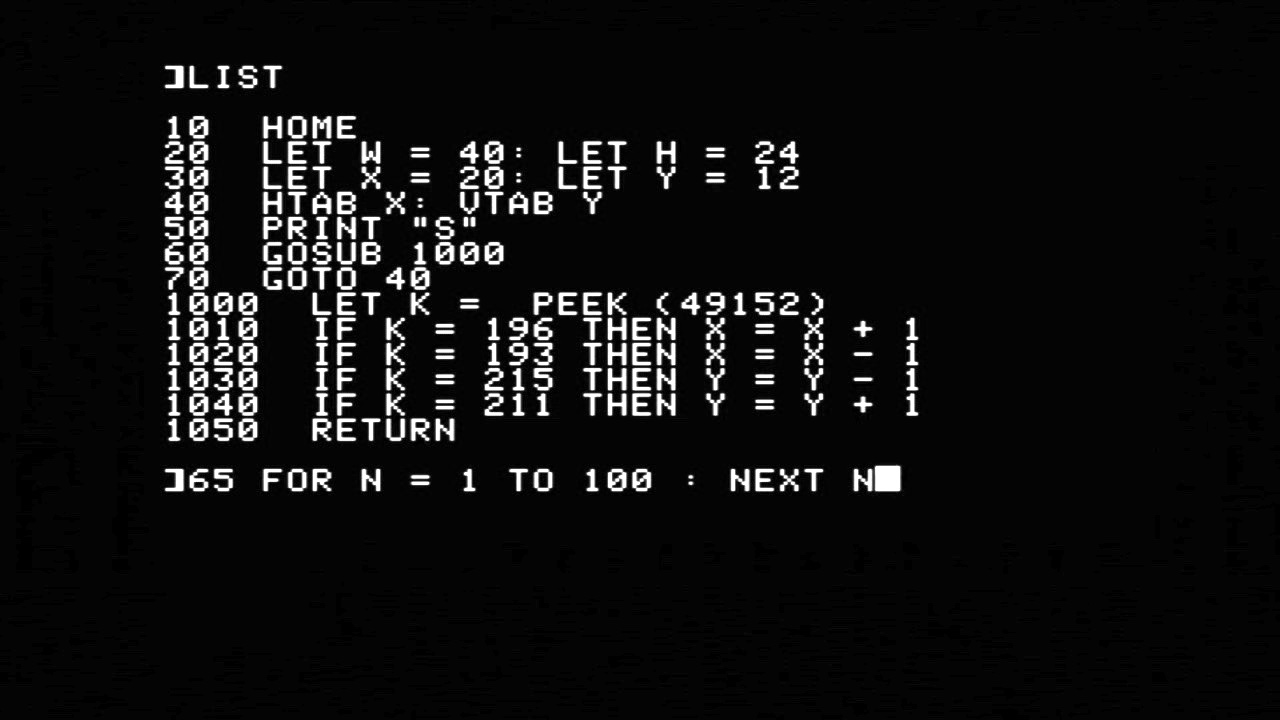 ]LIST
10 HOME
20 LET W = 40: LET H = 24
30 LET X = 20: LET Y = 12
40 HTAB X: VTAB Y
50 PRINT "S"
60 GOSUB 1000
70 GOTO 40
1000 LET K = PEEK (49152)
1010 IF K = 196 THEN X = X + 1
1020 IF K = 193 THEN X = X - 1
1030 IF K = 215 THEN Y = Y - 1
1040 IF K = 211 THEN Y = Y + 1
1050 RETURN
]65 FOR N = 1 TO 100 : NEXT N